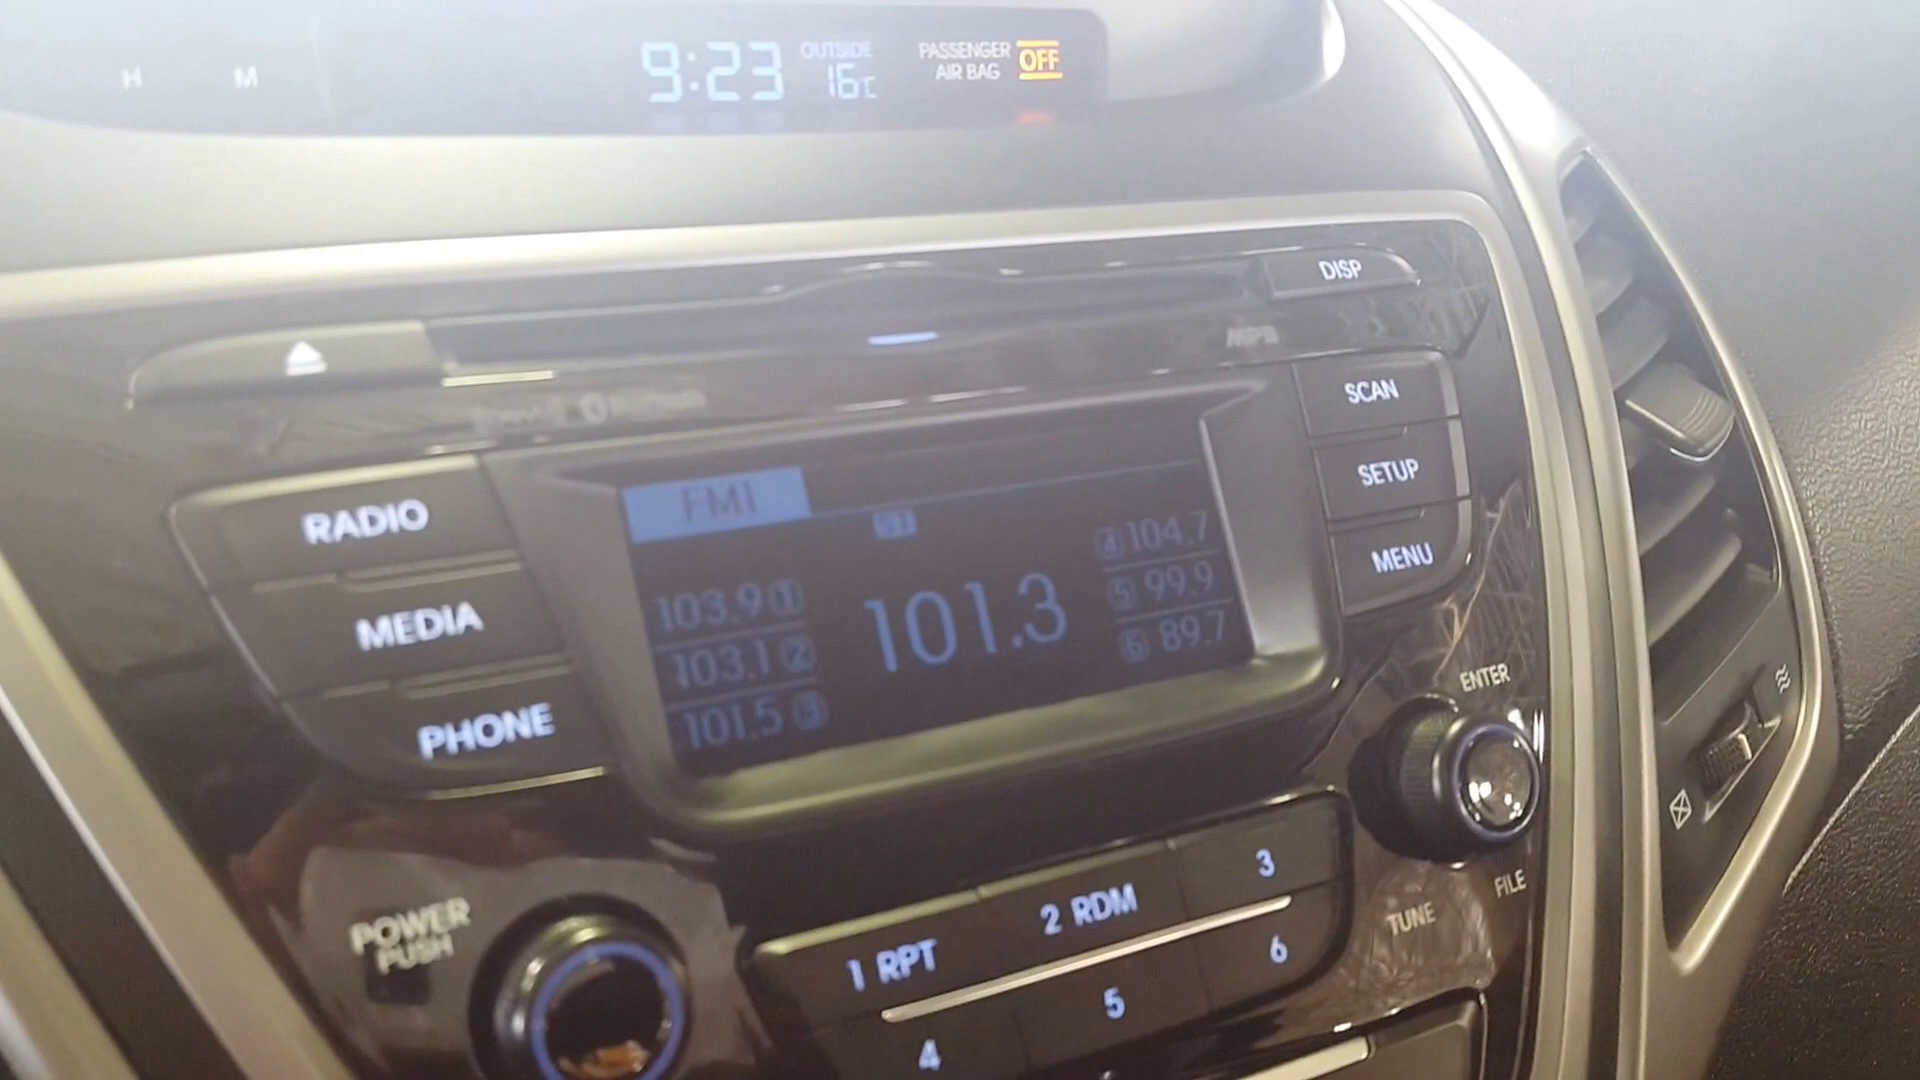 H M 9:23 OUTSIDE 16°C PASSENGER AIR BAG OFF
DISP
MP3
SCAN
SETUP
MENU
RADIO
MEDIA
PHONE
FM1
ST
103.9 1
103.1 2
101.5 3
101.3
4 104.7
5 99.9
6 89.7
ENTER
TUNE
FILE
POWER
PUSH
1 RPT
2 RDM
3
4
5
6